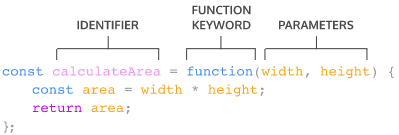 IDENTIFIER FUNCTION KEYWORD PARAMETERS
const calculateArea = function(width, height) {
    const area = width * height;
    return area;
};